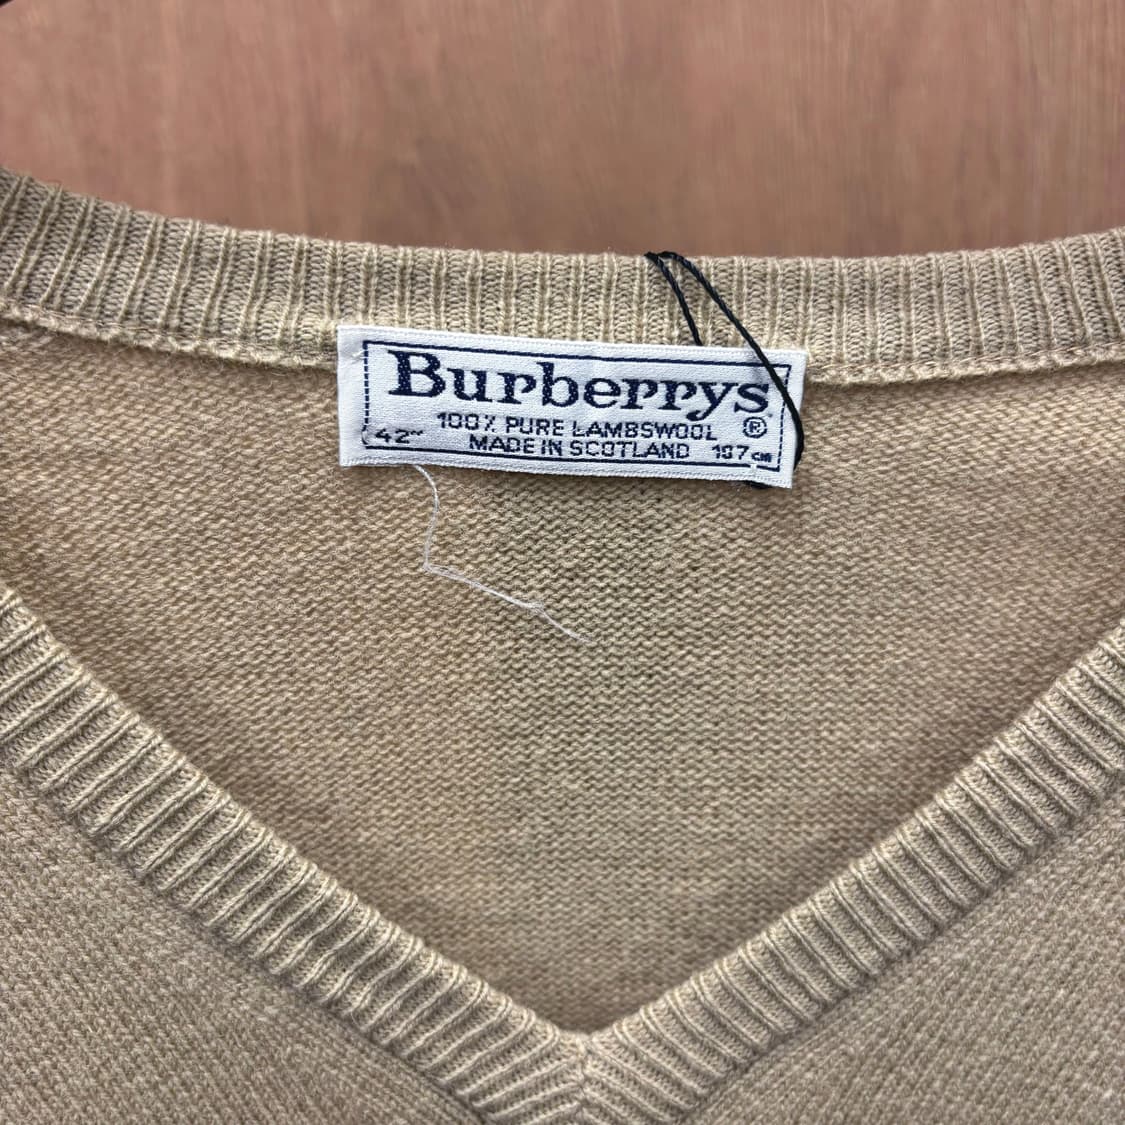 Burberrys
100% PURE LAMBSWOOL ®
42" MADE IN SCOTLAND 107cm